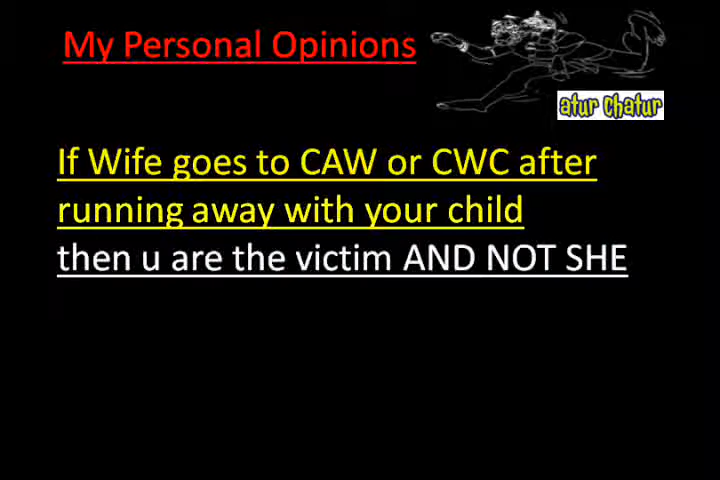 My Personal Opinions
atur chatur
If Wife goes to CAW or CWC after
running away with your child
then u are the victim AND NOT SHE